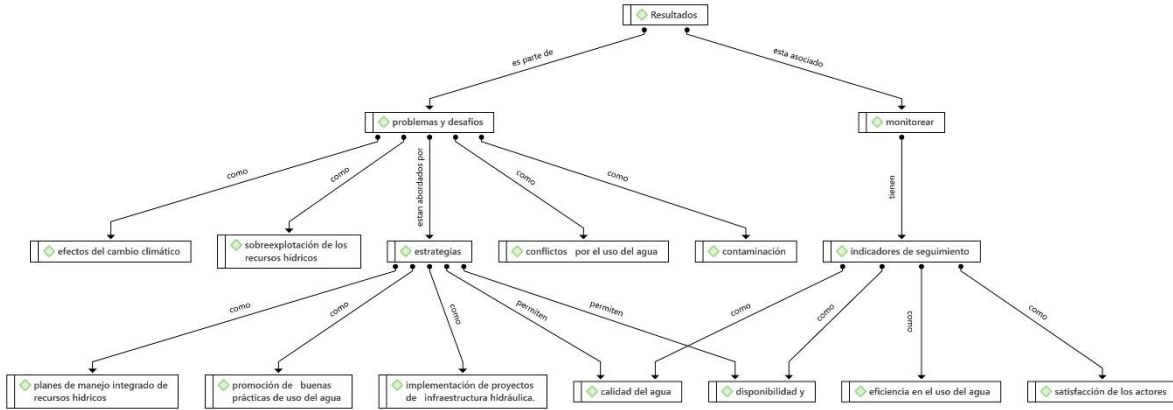 Resultados
es parte de
esta asociado
problemas y desafíos
monitorear
como
como
estan abordados por
como
como
tienen
efectos del cambio climático
sobreexplotación de los
recursos hídricos
estrategias
conflictos por el uso del agua
contaminación
indicadores de seguimiento
como
como
como
permiten
permiten
como
como
como
como
planes de manejo integrado de
recursos hídricos
promoción de buenas
prácticas de uso del agua
implementación de proyectos
de infraestructura hidráulica.
calidad del agua
disponibilidad y
eficiencia en el uso del agua
satisfacción de los actores